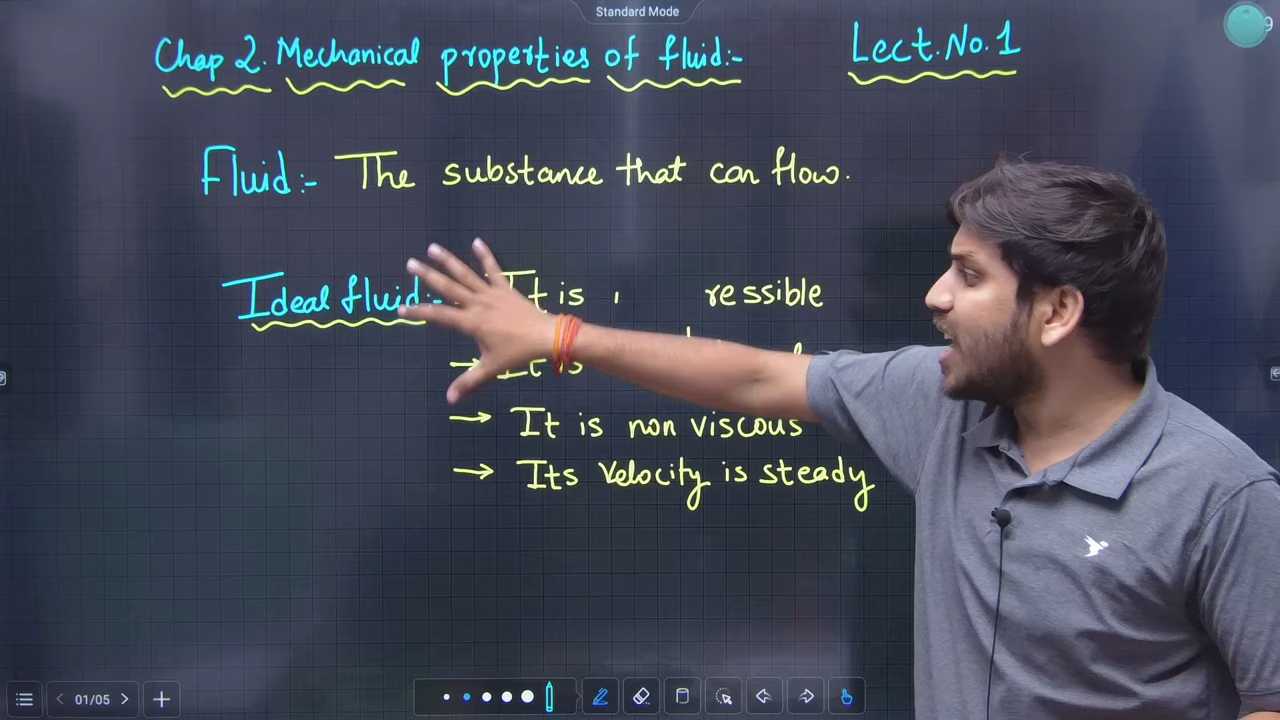 Standard Mode
Chap 2. Mechanical properties of fluid:- Lect. No. 1
Fluid:- The substance that can flow.
Ideal fluid:- It is ressible
→ It is
→ It is non viscous
→ Its velocity is steady
01/05